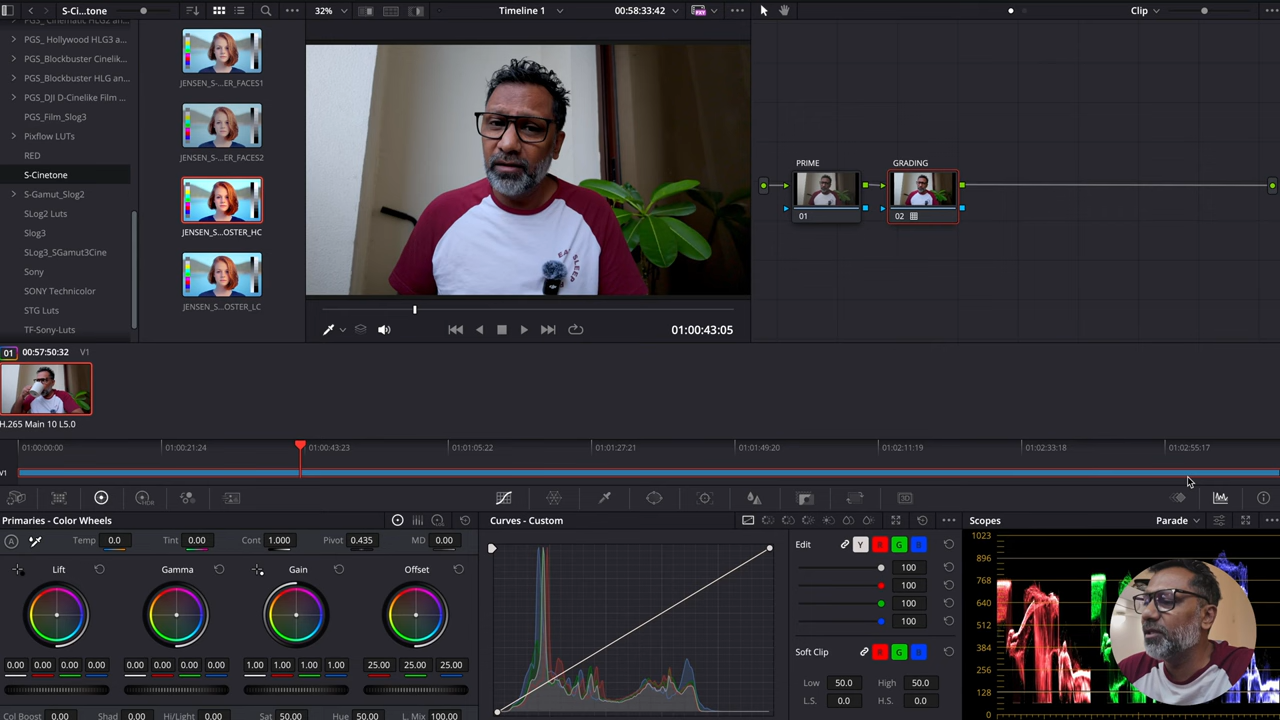 S-Ci...tone
32%
Timeline 1
00:58:33:42
Clip
PGS_ Hollywood HLG3 a...
PGS_Blockbuster Cinelik...
PGS_Blockbuster HLG an...
PGS_DJI D-Cinelike Film ...
PGS_Film_Slog3
Pixflow LUTs
RED
S-Cinetone
S-Gamut_Slog2
SLog2 Luts
Slog3
SLog3_SGamut3Cine
Sony
SONY Technicolor
STG Luts
TF-Sony-Luts
JENSEN_S-...ER_FACES1
JENSEN_S-...ER_FACES2
JENSEN_S...OSTER_HC
JENSEN_S...OSTER_LC
01:00:43:05
PRIME
GRADING
01
02
01 00:57:50:32 V1
H.265 Main 10 L5.0
01:00:00:00
01:00:21:24
01:00:43:23
01:01:05:22
01:01:27:21
01:01:49:20
01:02:11:19
01:02:33:18
01:02:55:17
V1
Primaries - Color Wheels
Temp 0.0 Tint 0.00 Cont 1.000 Pivot 0.435 MD 0.00
Lift
Gamma
Gain
Offset
0.00 0.00 0.00 0.00
0.00 0.00 0.00 0.00
1.00 1.00 1.00 1.00
25.00 25.00 25.00
Col Boost 0.00 Shad 0.00 Hi/Light 0.00 Sat 50.00 Hue 50.00 L. Mix 100.00
Curves - Custom
Edit Y R G B
100
100
100
100
Soft Clip R G B
Low 50.0 High 50.0
L.S. 0.0 H.S. 0.0
Scopes
Parade
1023
896
768
640
512
384
256
128
0